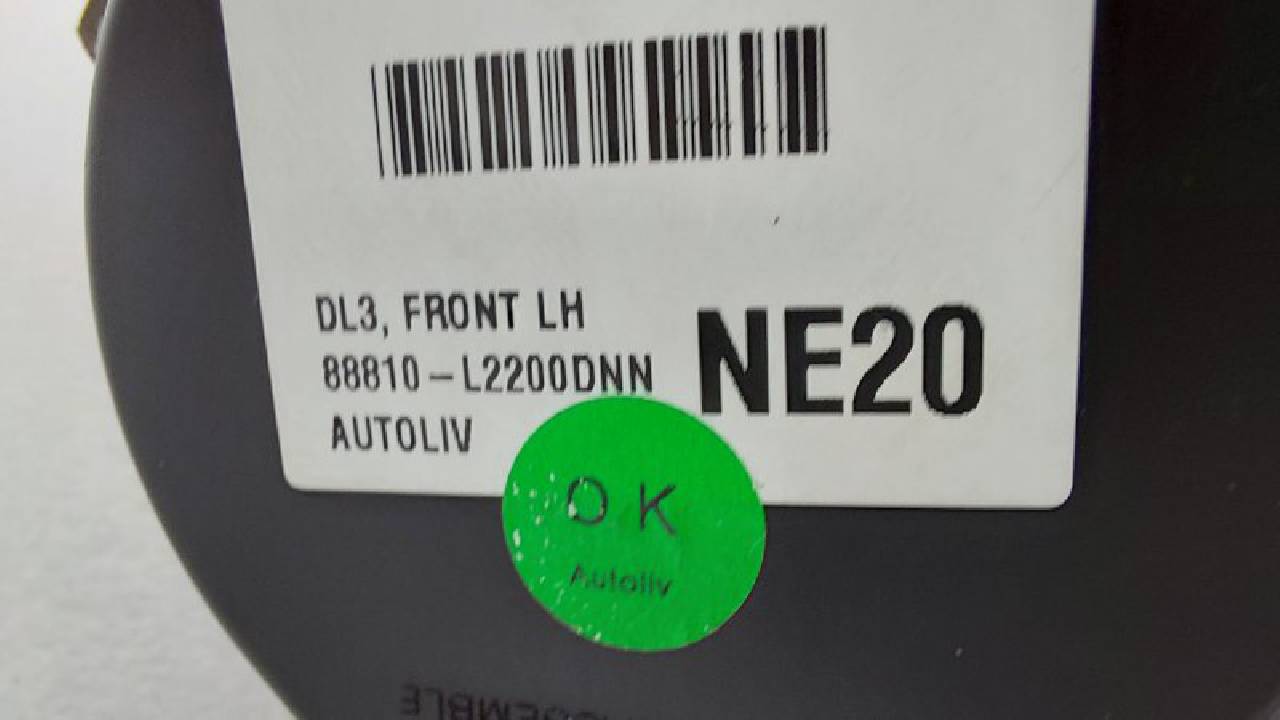 DL3, FRONT LH
88810-L2200DNN
NE20
AUTOLIV
OK
Autoliv